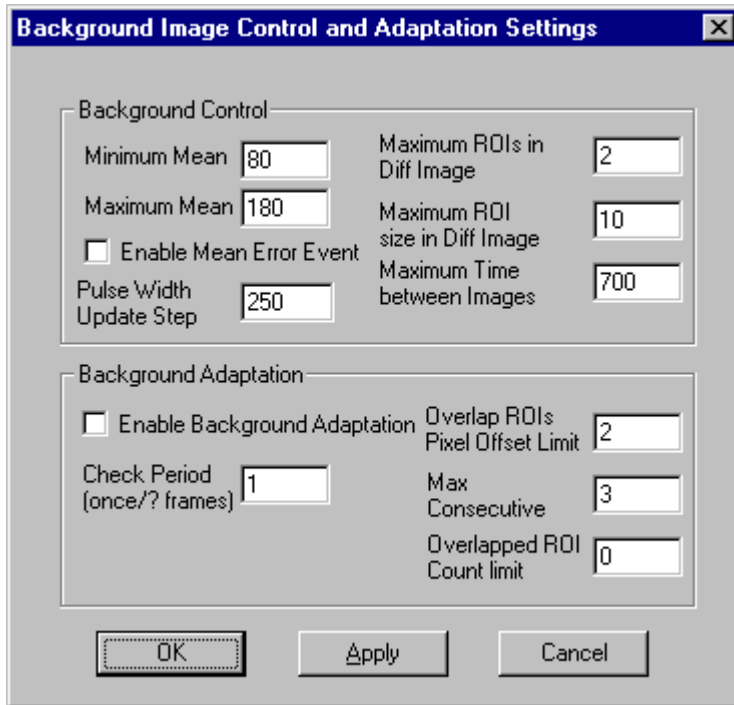 Background Image Control and Adaptation Settings
Background Control
Minimum Mean 80
Maximum Mean 180
Enable Mean Error Event
Pulse Width
Update Step 250
Maximum ROIs in
Diff Image 2
Maximum ROI
size in Diff Image 10
Maximum Time
between Images 700
Background Adaptation
Enable Background Adaptation
Check Period
(once/? frames) 1
Overlap ROIs
Pixel Offset Limit 2
Max
Consecutive 3
Overlapped ROI
Count limit 0
OK
Apply
Cancel